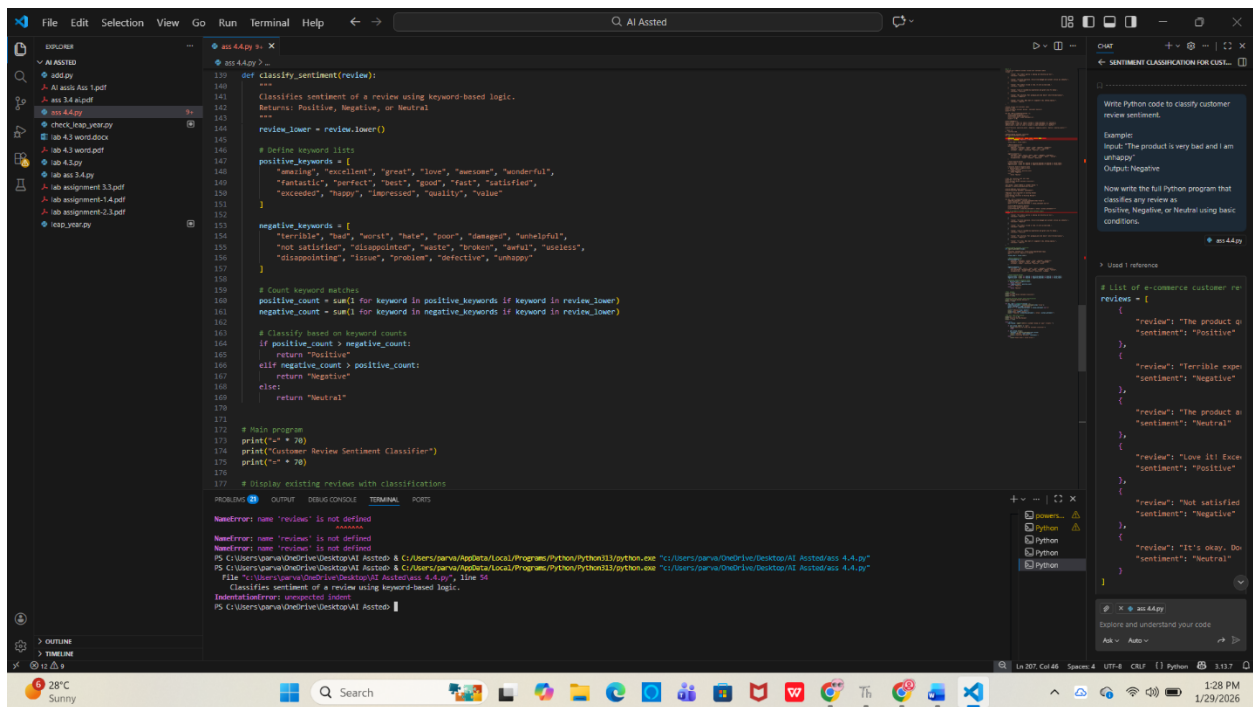 File Edit Selection View Go Run Terminal Help
AI Assted
EXPLORER
AI ASSTED
add.py
AI assis Ass 1.pdf
ass 3.4 ai.pdf
ass 4.4.py 9+
check_leap_year.py
lab 4.3 word.docx
lab 4.3 word.pdf
lab 4.3.py
lab ass 3.4.py
lab assignment 3.3.pdf
lab assignment-1.4.pdf
lab assignment-2.3.pdf
leap_year.py
OUTLINE
TIMELINE
ass 4.4.py 9+
ass 4.4.py > ...
139 def classify_sentiment(review):
140 """
141 Classifies sentiment of a review using keyword-based logic.
142 Returns: Positive, Negative, or Neutral
143 """
144 review_lower = review.lower()
145
146 # Define keyword lists
147 positive_keywords = [
148 "amazing", "excellent", "great", "love", "awesome", "wonderful",
149 "fantastic", "perfect", "best", "good", "fast", "satisfied",
150 "exceeded", "happy", "impressed", "quality", "value"
151 ]
152
153 negative_keywords = [
154 "terrible", "bad", "worst", "hate", "poor", "damaged", "unhelpful",
155 "not satisfied", "disappointed", "waste", "broken", "awful", "useless",
156 "disappointing", "issue", "problem", "defective", "unhappy"
157 ]
158
159 # Count keyword matches
160 positive_count = sum(1 for keyword in positive_keywords if keyword in review_lower)
161 negative_count = sum(1 for keyword in negative_keywords if keyword in review_lower)
162
163 # Classify based on keyword counts
164 if positive_count > negative_count:
165 return "Positive"
166 elif negative_count > positive_count:
167 return "Negative"
168 else:
169 return "Neutral"
170
171
172 # Main program
173 print("=" * 70)
174 print("Customer Review Sentiment Classifier")
175 print("=" * 70)
176
177 # Display existing reviews with classifications
PROBLEMS 21 OUTPUT DEBUG CONSOLE TERMINAL PORTS
NameError: name 'reviews' is not defined
^^^^^^^
NameError: name 'reviews' is not defined
NameError: name 'reviews' is not defined
PS C:\Users\parva\OneDrive\Desktop\AI Assted> & C:/Users/parva/AppData/Local/Programs/Python/Python313/python.exe "c:/Users/parva/OneDrive/Desktop/AI Assted/ass 4.4.py"
PS C:\Users\parva\OneDrive\Desktop\AI Assted> & C:/Users/parva/AppData/Local/Programs/Python/Python313/python.exe "c:/Users/parva/OneDrive/Desktop/AI Assted/ass 4.4.py"
File "c:\Users\parva\OneDrive\Desktop\AI Assted\ass 4.4.py", line 54
Classifies sentiment of a review using keyword-based logic.
IndentationError: unexpected indent
PS C:\Users\parva\OneDrive\Desktop\AI Assted>
powers...
Python
Python
Python
Python
CHAT
SENTIMENT CLASSIFICATION FOR CUST...
Write Python code to classify customer
review sentiment.
Example:
Input: "The product is very bad and I am
unhappy"
Output: Negative
Now write the full Python program that
classifies any review as
Positive, Negative, or Neutral using basic
conditions.
ass 4.4.py
Used 1 reference
# List of e-commerce customer re
reviews = [
{
"review": "The product q
"sentiment": "Positive"
},
{
"review": "Terrible expe
"sentiment": "Negative"
},
{
"review": "The product a
"sentiment": "Neutral"
},
{
"review": "Love it! Exce
"sentiment": "Positive"
},
{
"review": "Not satisfied
"sentiment": "Negative"
},
{
"review": "It's okay. Do
"sentiment": "Neutral"
}
]
ass 4.4.py
Explore and understand your code
Ask Auto
12 9
Ln 207, Col 46 Spaces: 4 UTF-8 CRLF {} Python 3.13.7
6
28°C
Sunny
Search
1:28 PM
1/29/2026